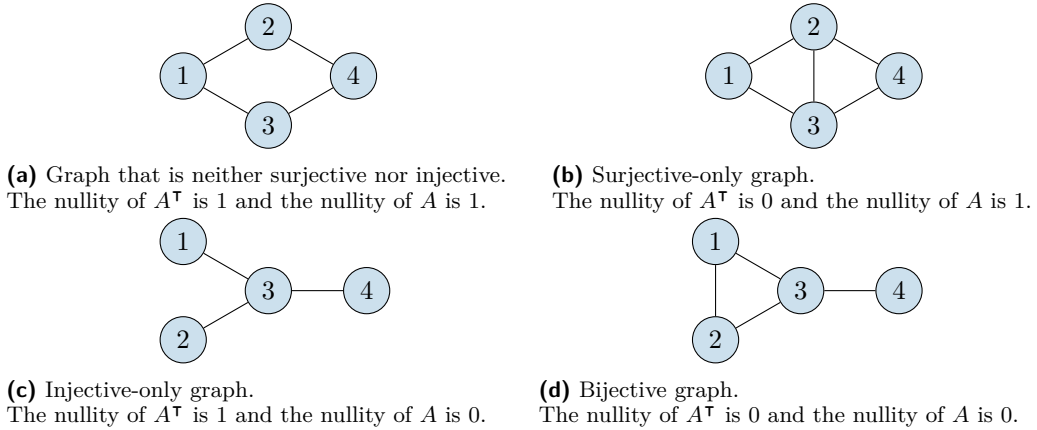 2
1
4
3
2
1
4
3
(a) Graph that is neither surjective nor injective.
The nullity of Aᵀ is 1 and the nullity of A is 1.
(b) Surjective-only graph.
The nullity of Aᵀ is 0 and the nullity of A is 1.
1
3
4
2
1
3
4
2
(c) Injective-only graph.
The nullity of Aᵀ is 1 and the nullity of A is 0.
(d) Bijective graph.
The nullity of Aᵀ is 0 and the nullity of A is 0.